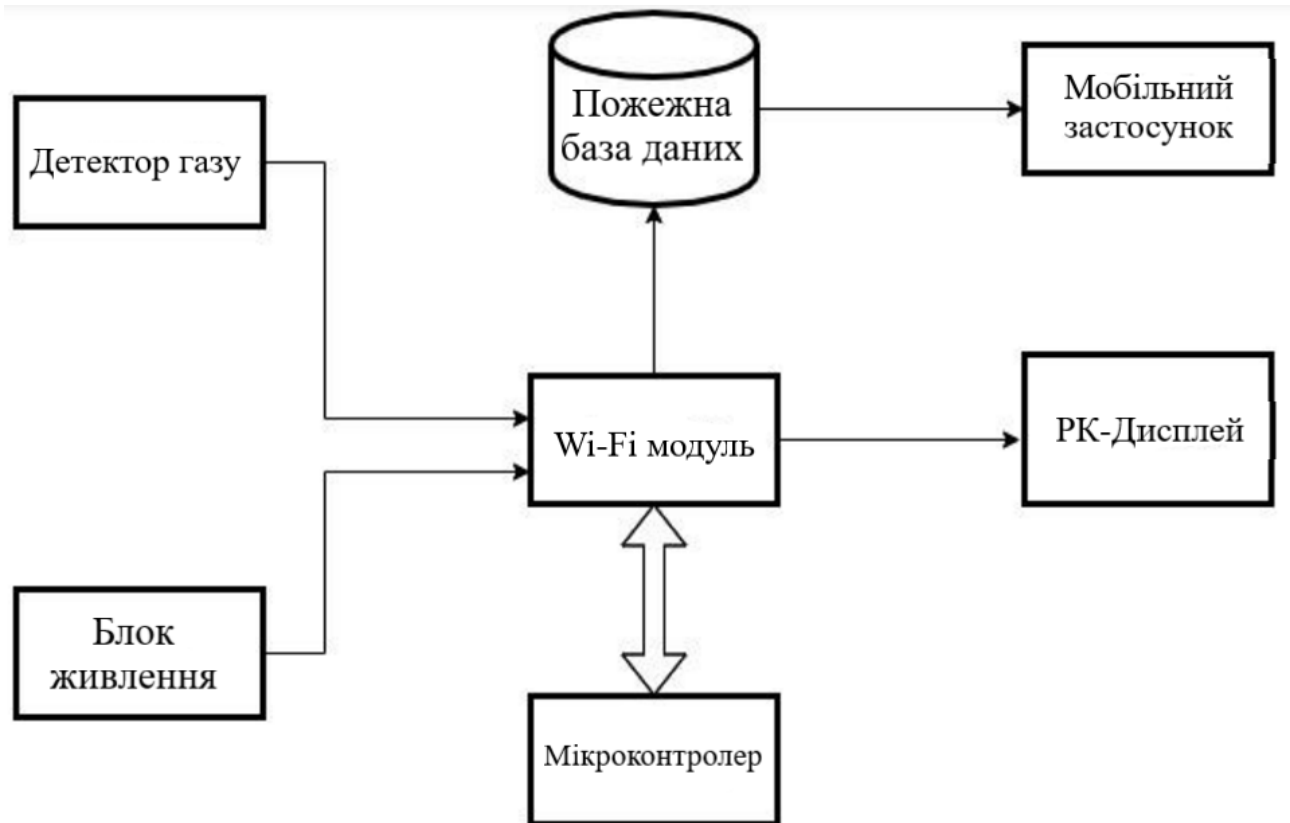 Пожежна
база даних
Мобільний
застосунок
Детектор газу
Wi-Fi модуль
РК-Дисплей
Блок
живлення
Мікроконтролер